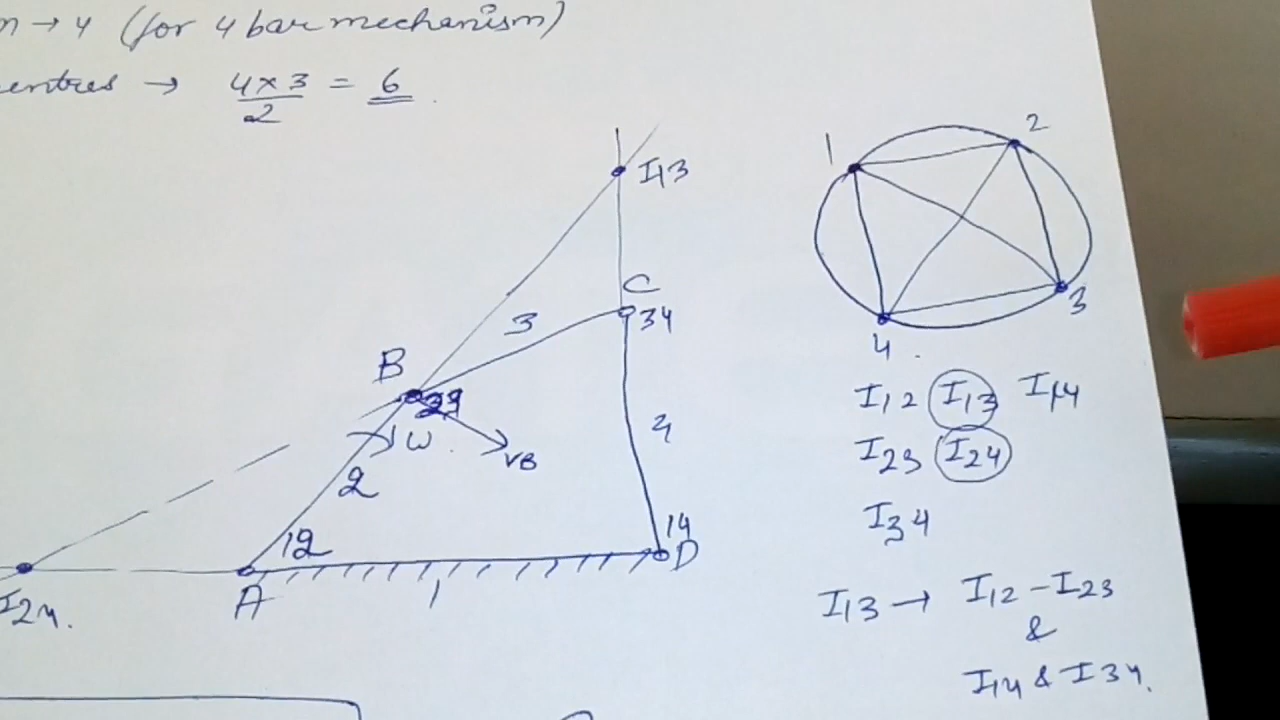 n → 4 (for 4 bar mechanism)
entres → 4 x 3 / 2 = 6
I13
C
34
3
B
ω
VB
2
12
A
1
14
D
4
I24.
1
2
3
4
I12 I13 I14
I23 I24
I34
I13 → I12 - I23
&
I14 & I34.